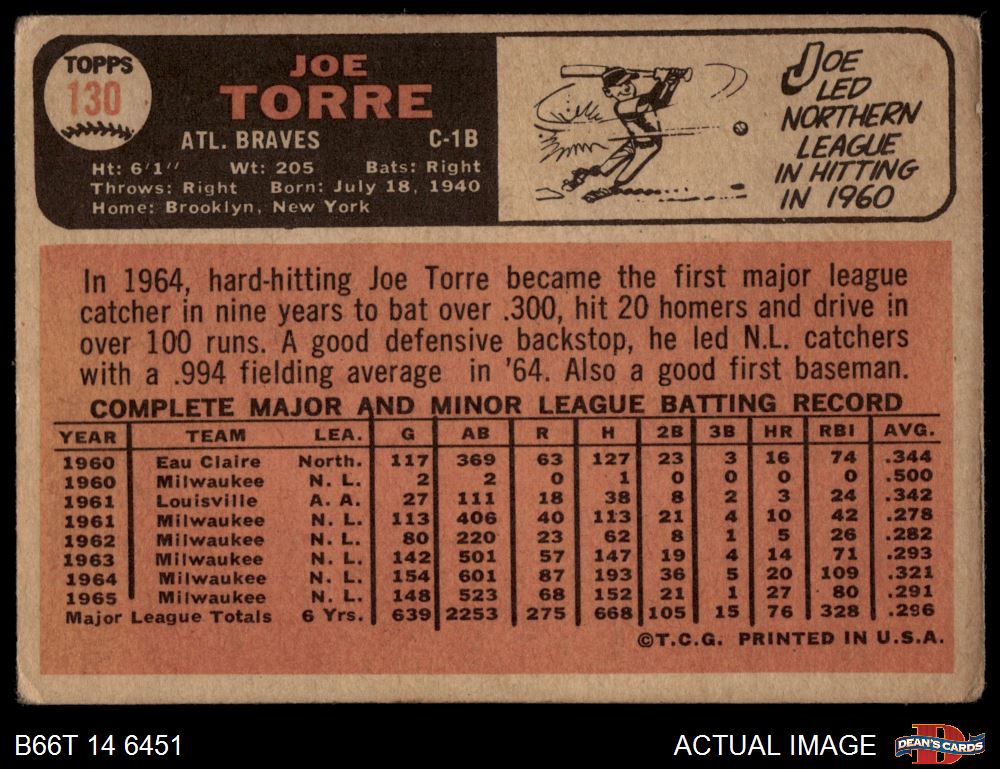 TOPPS
130
JOE
TORRE
ATL. BRAVES C-1B
Ht: 6'1" Wt: 205 Bats: Right
Throws: Right Born: July 18, 1940
Home: Brooklyn, New York
JOE
LED
NORTHERN
LEAGUE
IN HITTING
IN 1960
In 1964, hard-hitting Joe Torre became the first major league
catcher in nine years to bat over .300, hit 20 homers and drive in
over 100 runs. A good defensive backstop, he led N.L. catchers
with a .994 fielding average in '64. Also a good first baseman.
COMPLETE MAJOR AND MINOR LEAGUE BATTING RECORD
YEAR TEAM LEA. G AB R H 2B 3B HR RBI AVG.
1960 Eau Claire North. 117 369 63 127 23 3 16 74 .344
1960 Milwaukee N. L. 2 2 0 1 0 0 0 0 .500
1961 Louisville A. A. 27 111 18 38 8 2 3 24 .342
1961 Milwaukee N. L. 113 406 40 113 21 4 10 42 .278
1962 Milwaukee N. L. 80 220 23 62 8 1 5 26 .282
1963 Milwaukee N. L. 142 501 57 147 19 4 14 71 .293
1964 Milwaukee N. L. 154 601 87 193 36 5 20 109 .321
1965 Milwaukee N. L. 148 523 68 152 21 1 27 80 .291
Major League Totals 6 Yrs. 639 2253 275 668 105 15 76 328 .296
©T.C.G. PRINTED IN U.S.A.
B66T 14 6451
ACTUAL IMAGE
D
DEAN'S CARDS